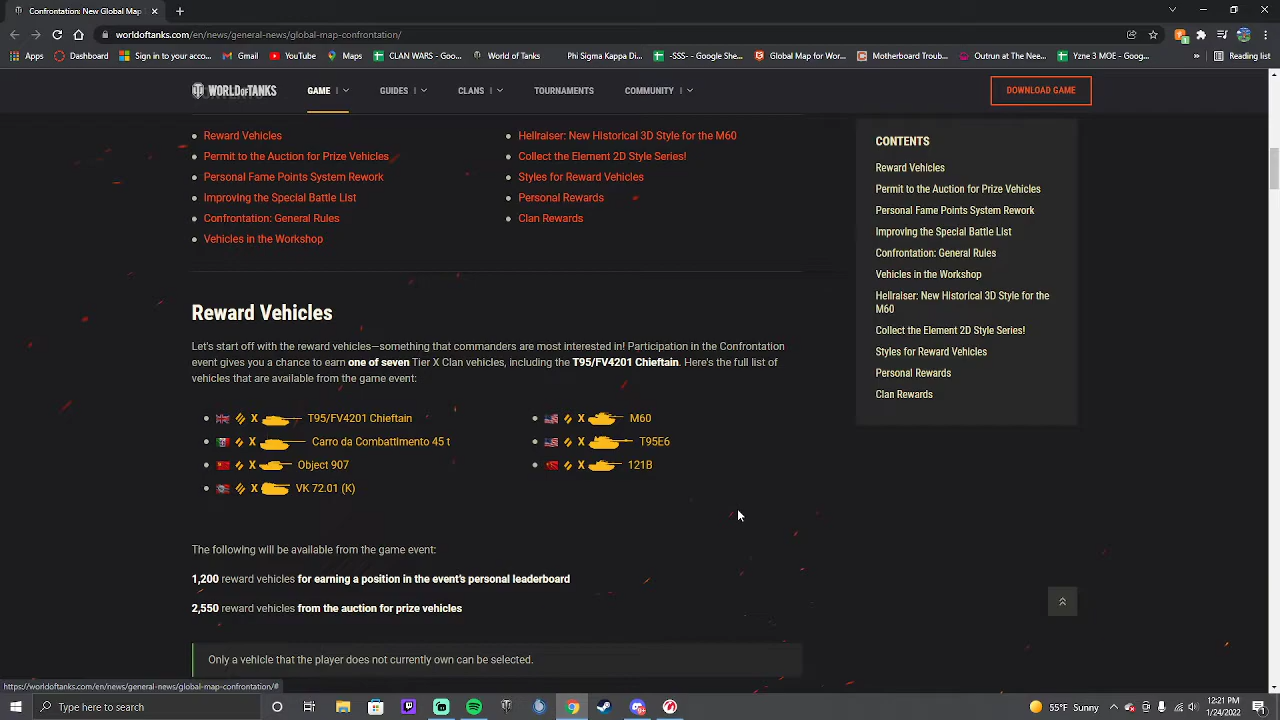 Confrontation: New Global Map
worldoftanks.com/en/news/general-news/global-map-confrontation/
Apps
Dashboard
Sign in to your acco...
Gmail
YouTube
Maps
CLAN WARS - Goo...
World of Tanks
Phi Sigma Kappa Di...
-SSS- - Google She...
Global Map | Worl...
Motherboard Troub...
Outrun at The Nee...
Yzne 3 MOE - Goog...
Reading list
WORLD OF TANKS
GAME
GUIDES
CLANS
TOURNAMENTS
COMMUNITY
DOWNLOAD GAME
Reward Vehicles
Permit to the Auction for Prize Vehicles
Personal Fame Points System Rework
Improving the Special Battle List
Confrontation: General Rules
Vehicles in the Workshop
Hellraiser: New Historical 3D Style for the M60
Collect the Element 2D Style Series!
Styles for Reward Vehicles
Personal Rewards
Clan Rewards
Reward Vehicles
Let's start off with the reward vehicles—something that commanders are most interested in! Participation in the Confrontation
event gives you a chance to earn one of seven Tier X Clan vehicles, including the T95/FV4201 Chieftain. Here's the full list of
vehicles that are available from the game event:
X T95/FV4201 Chieftain
X Carro da Combattimento 45 t
X Object 907
X VK 72.01 (K)
X M60
X T95E6
X 121B
The following will be available from the game event:
1,200 reward vehicles for earning a position in the event's personal leaderboard
2,550 reward vehicles from the auction for prize vehicles
Only a vehicle that the player does not currently own can be selected.
CONTENTS
Reward Vehicles
Permit to the Auction for Prize Vehicles
Personal Fame Points System Rework
Improving the Special Battle List
Confrontation: General Rules
Vehicles in the Workshop
Hellraiser: New Historical 3D Style for the
M60
Collect the Element 2D Style Series!
Styles for Reward Vehicles
Personal Rewards
Clan Rewards
https://worldoftanks.com/en/news/general-news/global-map-confrontation/#
Type here to search
55°F Sunny
12:21 PM
1/24/2022